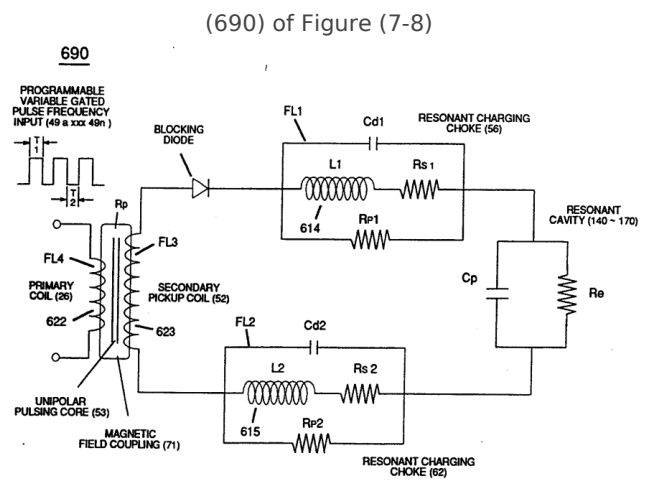 (690) of Figure (7-8)
690
PROGRAMMABLE
VARIABLE GATED
PULSE FREQUENCY
INPUT (49 a xxx 49n )
T
1
T
2
BLOCKING
DIODE
FL1
Cd1
RESONANT CHARGING
CHOKE (56)
L1
Rs 1
614
RP1
RESONANT
CAVITY (140 ~ 170)
Rp
FL3
FL4
PRIMARY
COIL (26)
SECONDARY
PICKUP COIL (52)
Cp
Re
622
623
FL2
Cd2
L2
Rs 2
615
RP2
UNIPOLAR
PULSING CORE (53)
MAGNETIC
FIELD COUPLING (71)
RESONANT CHARGING
CHOKE (62)